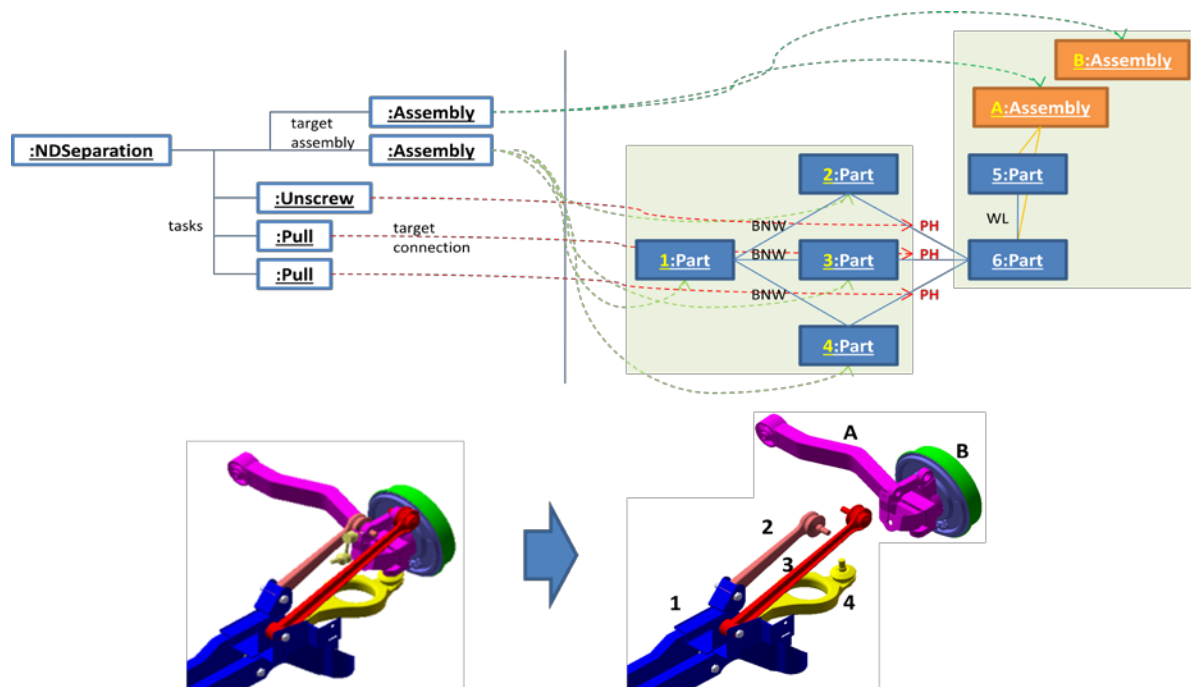 :NDSeparation
tasks
target
assembly
:Assembly
:Assembly
:Unscrew
:Pull
:Pull
target
connection
B:Assembly
A:Assembly
5:Part
WL
6:Part
2:Part
1:Part
3:Part
4:Part
BNW
BNW
BNW
PH
PH
PH
A
B
2
3
1
4